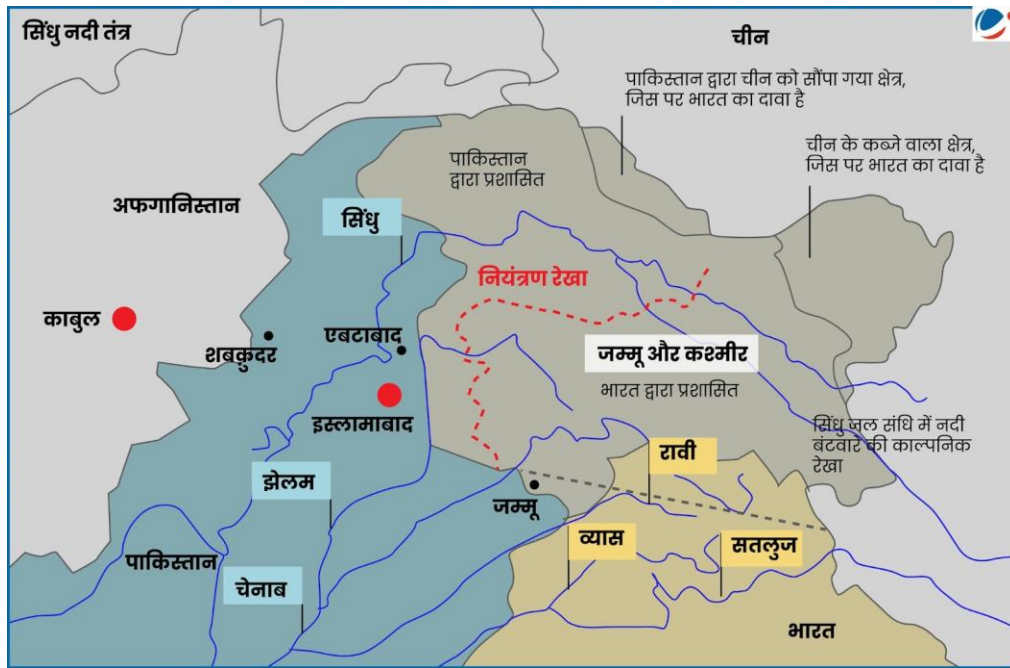 सिंधु नदी तंत्र
चीन
पाकिस्तान द्वारा चीन को सौंपा गया क्षेत्र,
जिस पर भारत का दावा है
चीन के कब्जे वाला क्षेत्र,
जिस पर भारत का दावा है
पाकिस्तान
द्वारा प्रशासित
अफगानिस्तान
सिंधु
नियंत्रण रेखा
काबुल
शबक़ुदर
एबटाबाद
जम्मू और कश्मीर
भारत द्वारा प्रशासित
इस्लामाबाद
सिंधु जल संधि में नदी
बंटवारे की काल्पनिक
रेखा
रावी
झेलम
जम्मू
व्यास
सतलुज
पाकिस्तान
चेनाब
भारत